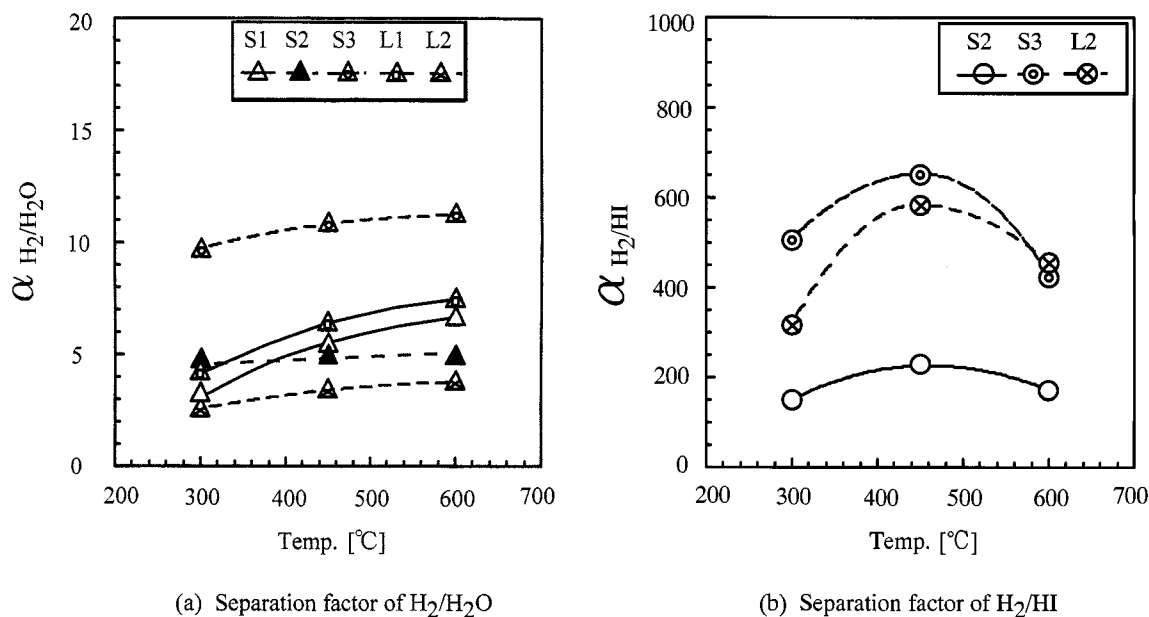 20
S1 S2 S3 L1 L2
15
10
5
0
α H2/H2O
200 300 400 500 600 700
Temp. [℃]
(a) Separation factor of H2/H2O
1000
S2 S3 L2
800
600
400
200
0
α H2/HI
200 300 400 500 600 700
Temp. [℃]
(b) Separation factor of H2/HI